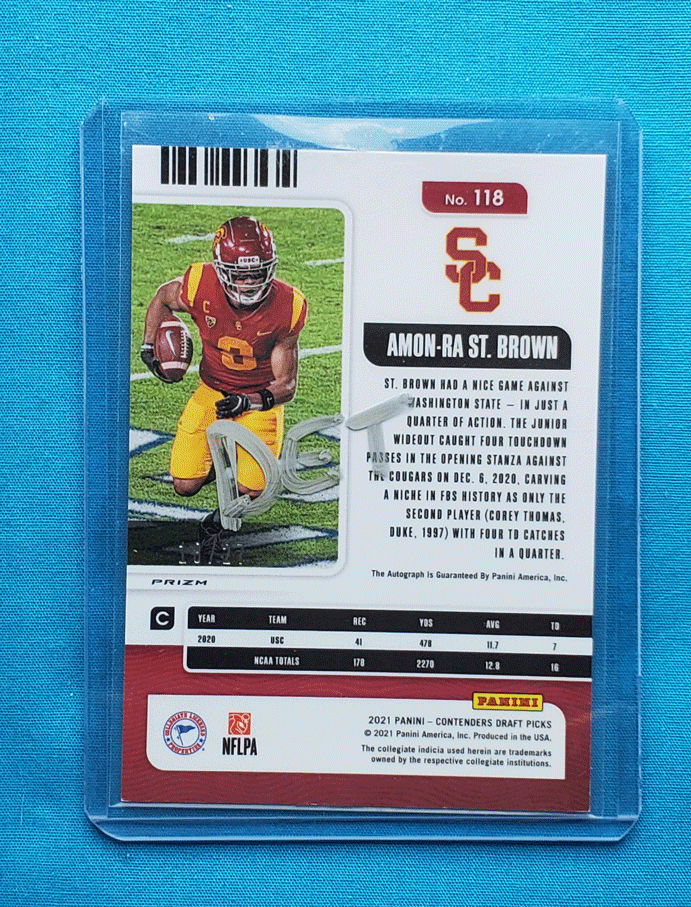 No. 118
SC
AMON-RA ST. BROWN
ST. BROWN HAD A NICE GAME AGAINST
WASHINGTON STATE – IN JUST A
QUARTER OF ACTION. THE JUNIOR
WIDEOUT CAUGHT FOUR TOUCHDOWN
PASSES IN THE OPENING STANZA AGAINST
THE COUGARS ON DEC. 6, 2020, CARVING
A NICHE IN FBS HISTORY AS ONLY THE
SECOND PLAYER (COREY THOMAS,
DUKE, 1997) WITH FOUR TD CATCHES
IN A QUARTER.
The Autograph is Guaranteed By Panini America, Inc.
USC
C
3
DET
PRIZM
C YEAR TEAM REC YDS AVG TD
2020 USC 41 478 11.7 7
NCAA TOTALS 178 2270 12.8 16
PANINI
COLLEGIATE LICENSED PROPERTIES
NFLPA
2021 PANINI – CONTENDERS DRAFT PICKS
© 2021 Panini America, Inc. Produced in the USA.
The collegiate indicia used herein are trademarks
owned by the respective collegiate institutions.